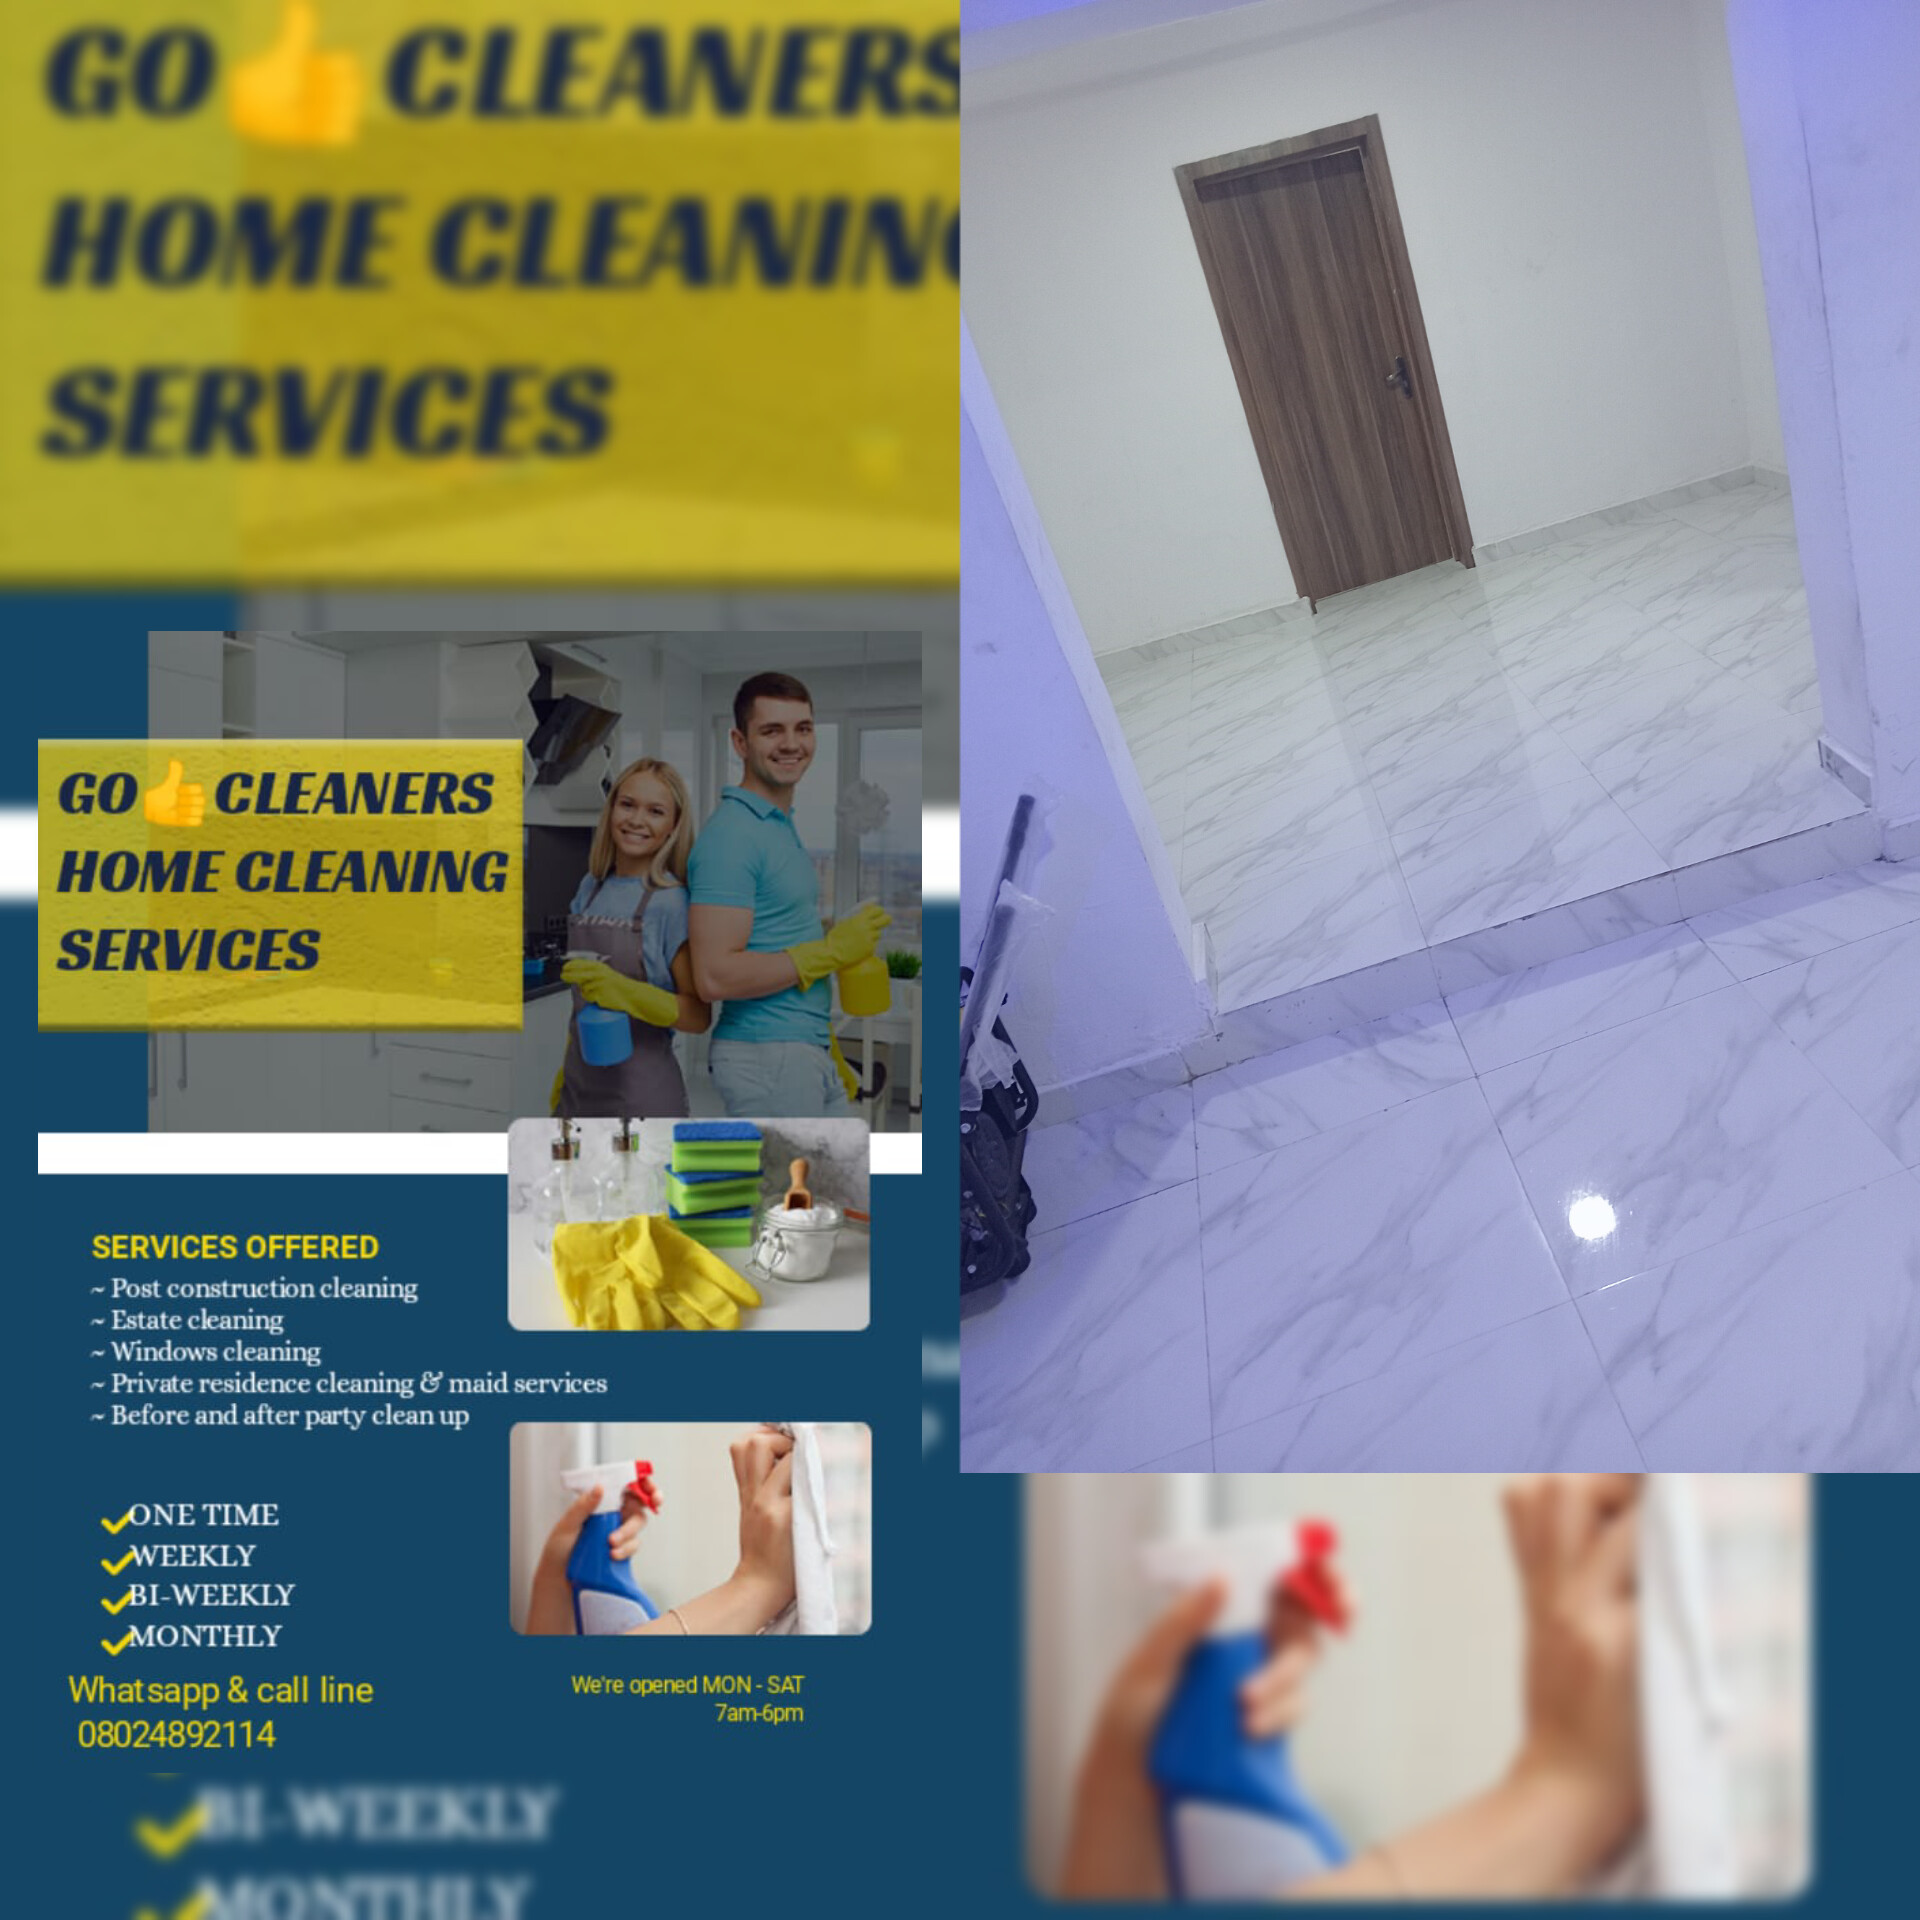 GO👍CLEANERS
HOME CLEANING
SERVICES
GO👍CLEANERS
HOME CLEANING
SERVICES
SERVICES OFFERED
~ Post construction cleaning
~ Estate cleaning
~ Windows cleaning
~ Private residence cleaning & maid services
~ Before and after party clean up
ONE TIME
WEEKLY
BI-WEEKLY
MONTHLY
Whatsapp & call line
08024892114
We're opened MON - SAT
7am-6pm
BI-WEEKLY
MONTHLY